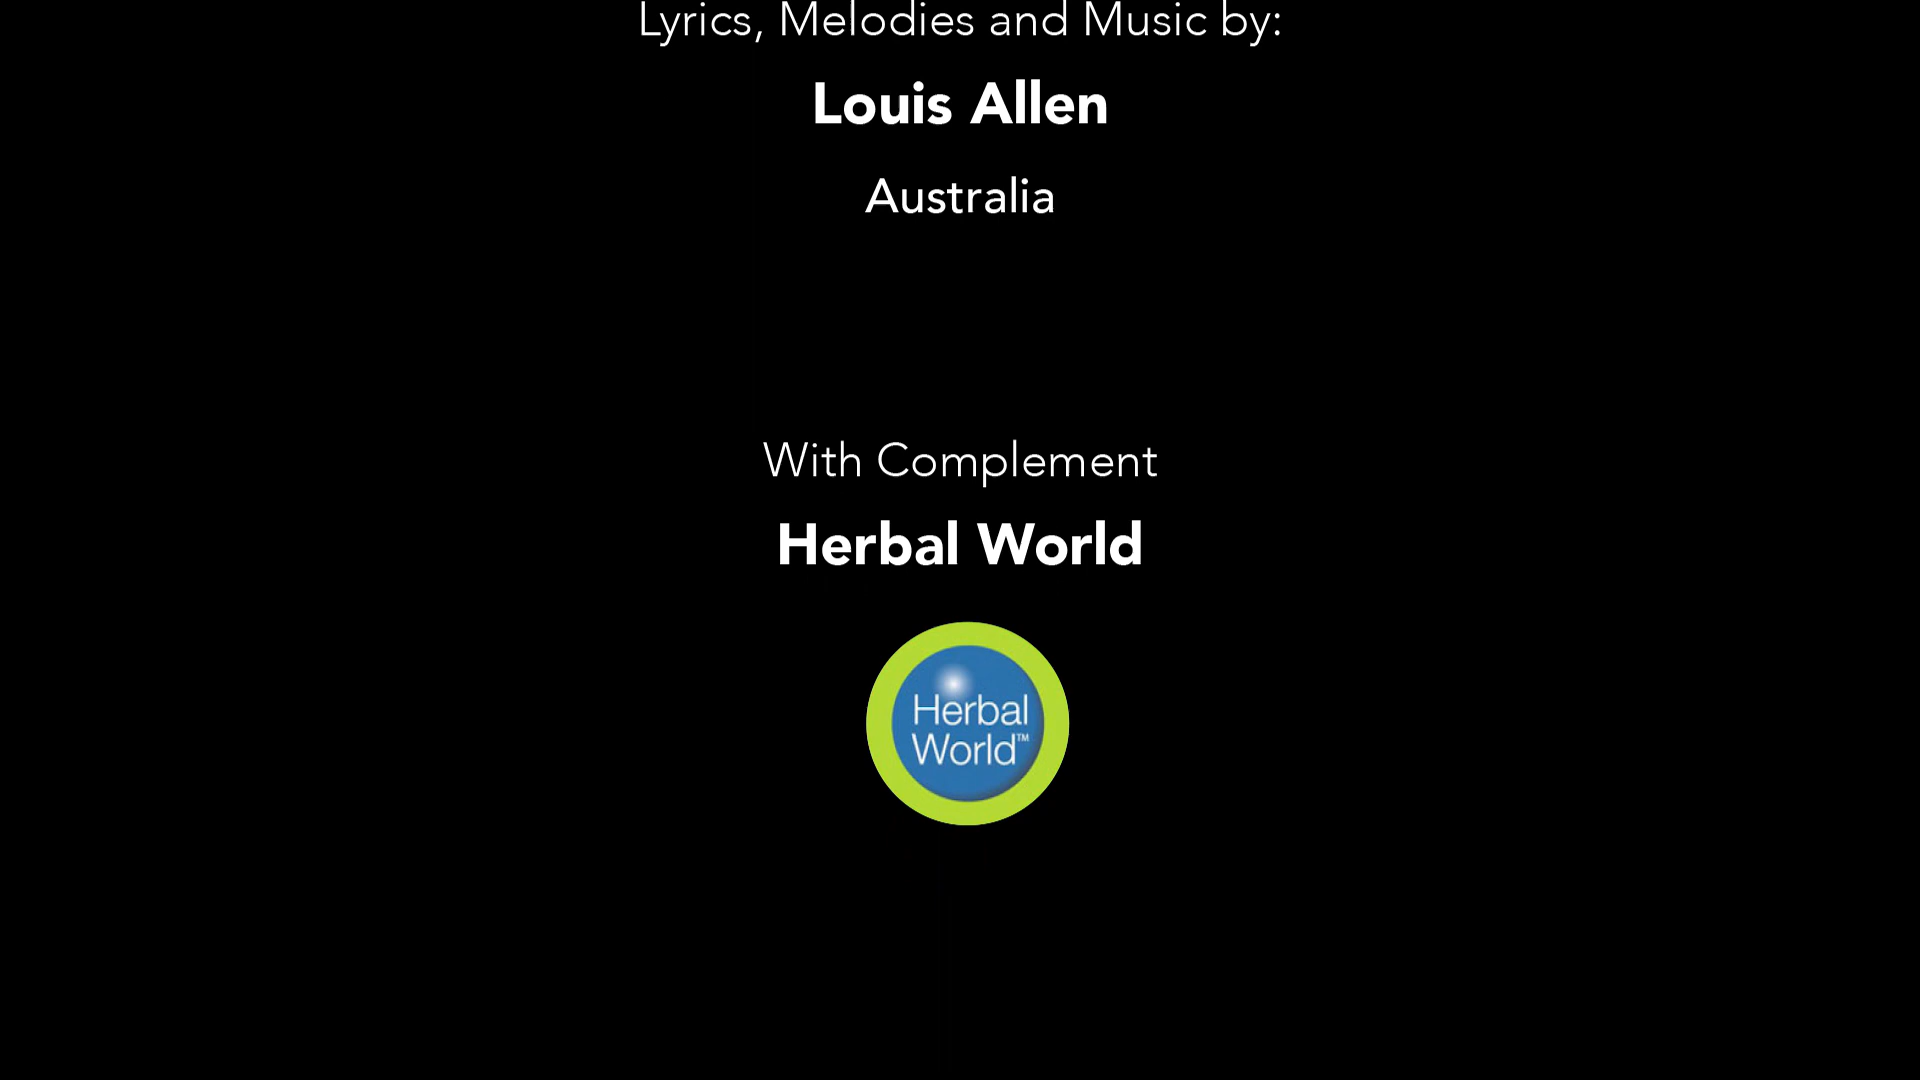 Lyrics, Melodies and Music by:
Louis Allen
Australia
With Complement
Herbal World
Herbal
World™